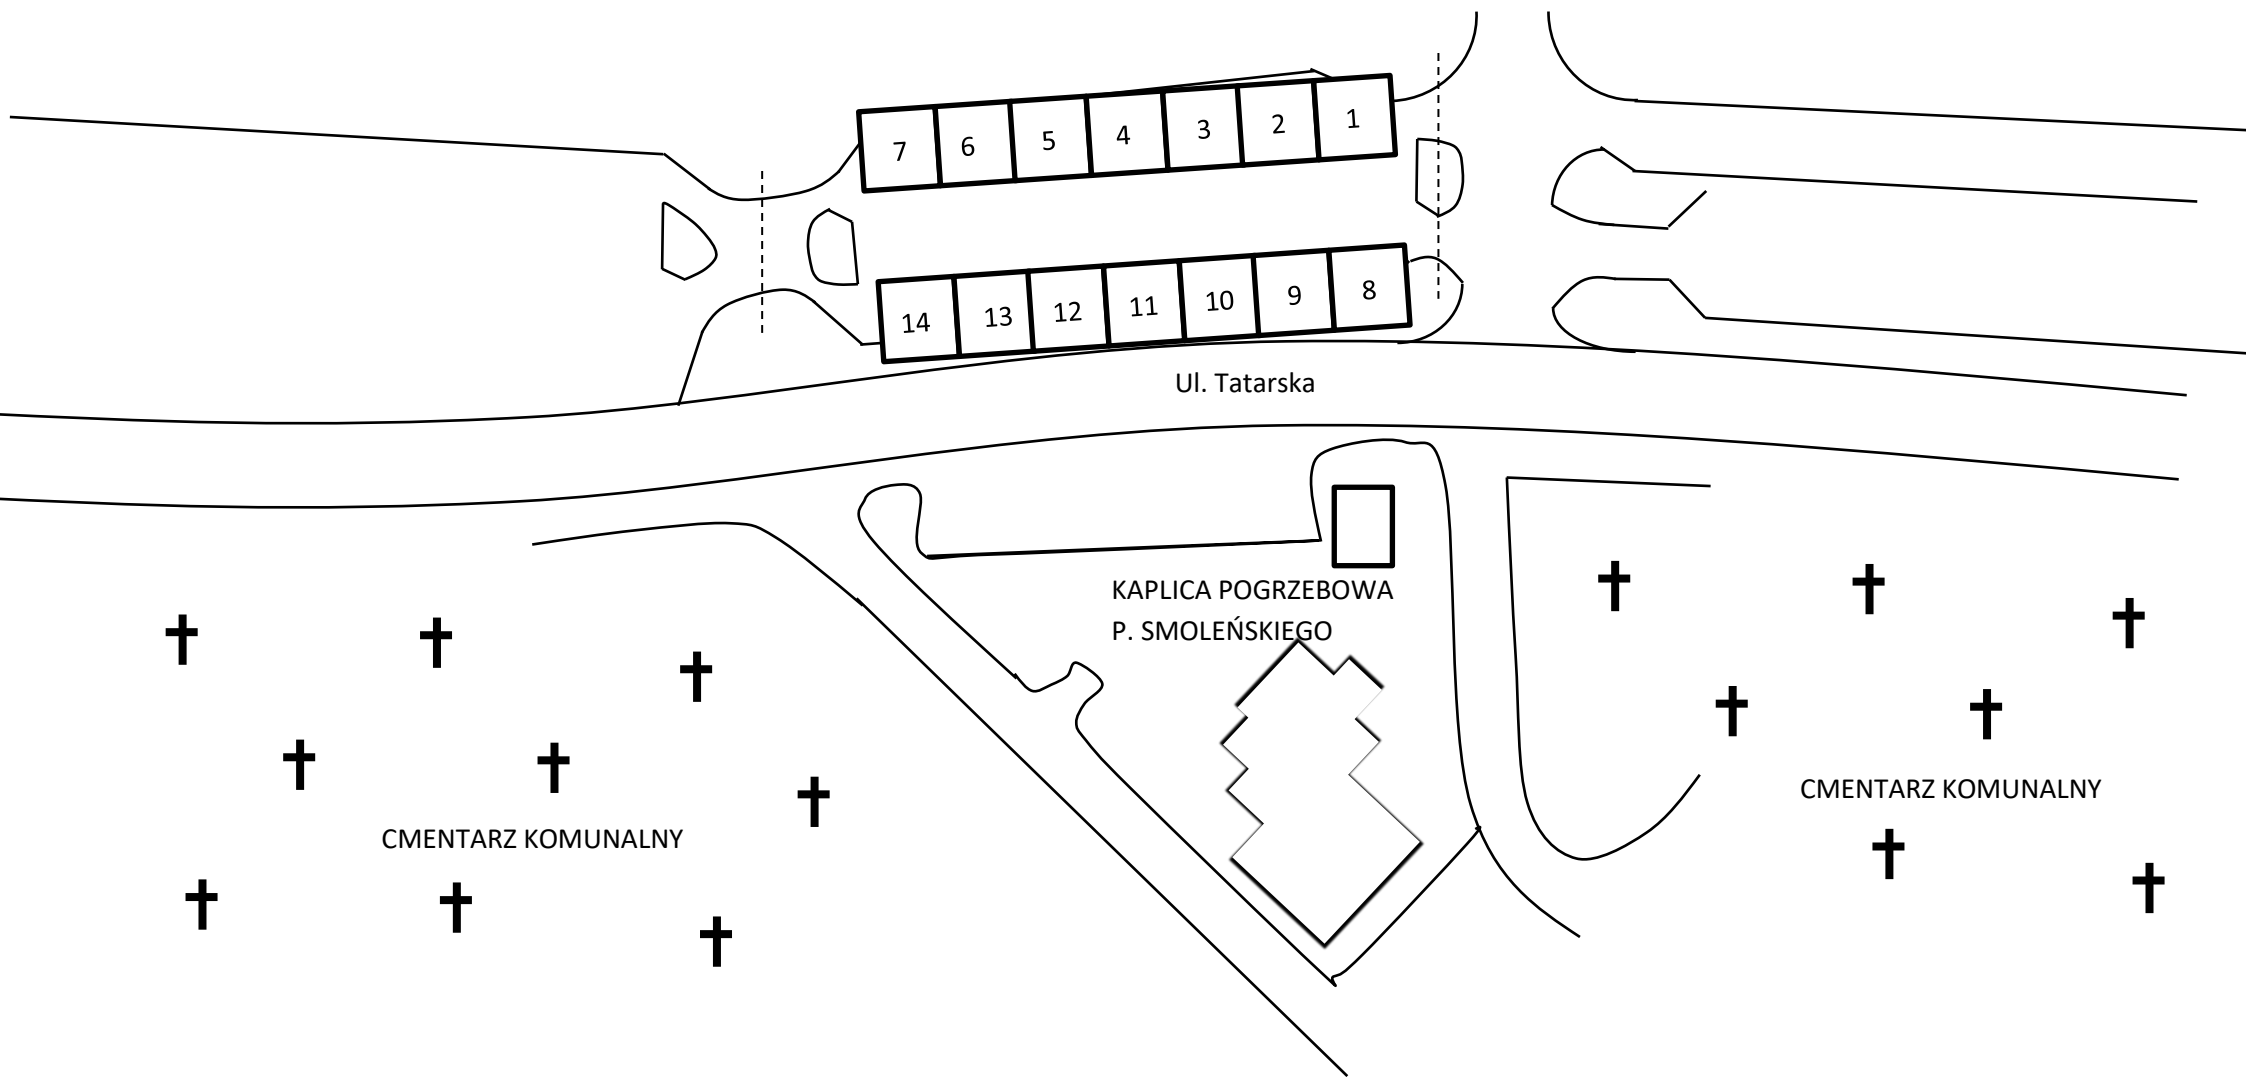 7 6 5 4 3 2 1
14 13 12 11 10 9 8
Ul. Tatarska
KAPLICA POGRZEBOWA
P. SMOLEŃSKIEGO
CMENTARZ KOMUNALNY
CMENTARZ KOMUNALNY